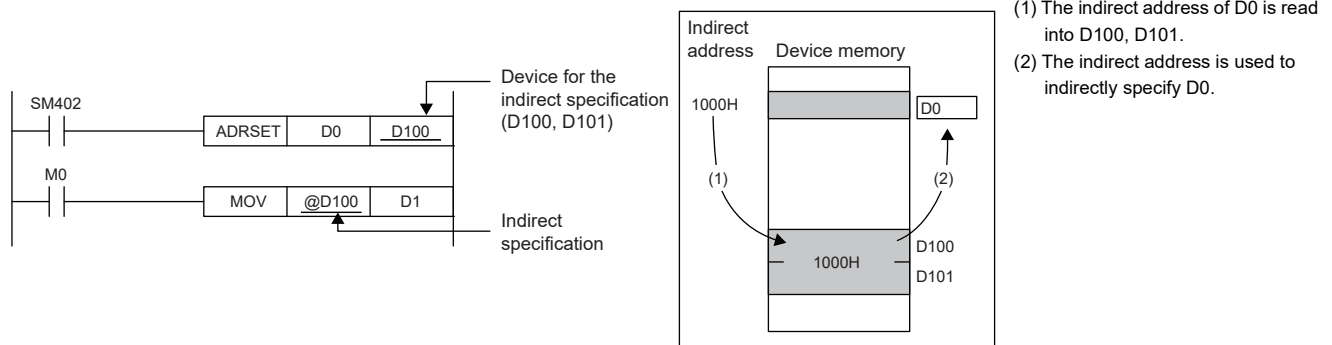 SM402
ADRSET D0 D100
M0
MOV @D100 D1
Device for the
indirect specification
(D100, D101)
Indirect
specification
Indirect
address
Device memory
1000H
D0
(1)
(2)
1000H
D100
D101
(1) The indirect address of D0 is read
into D100, D101.
(2) The indirect address is used to
indirectly specify D0.